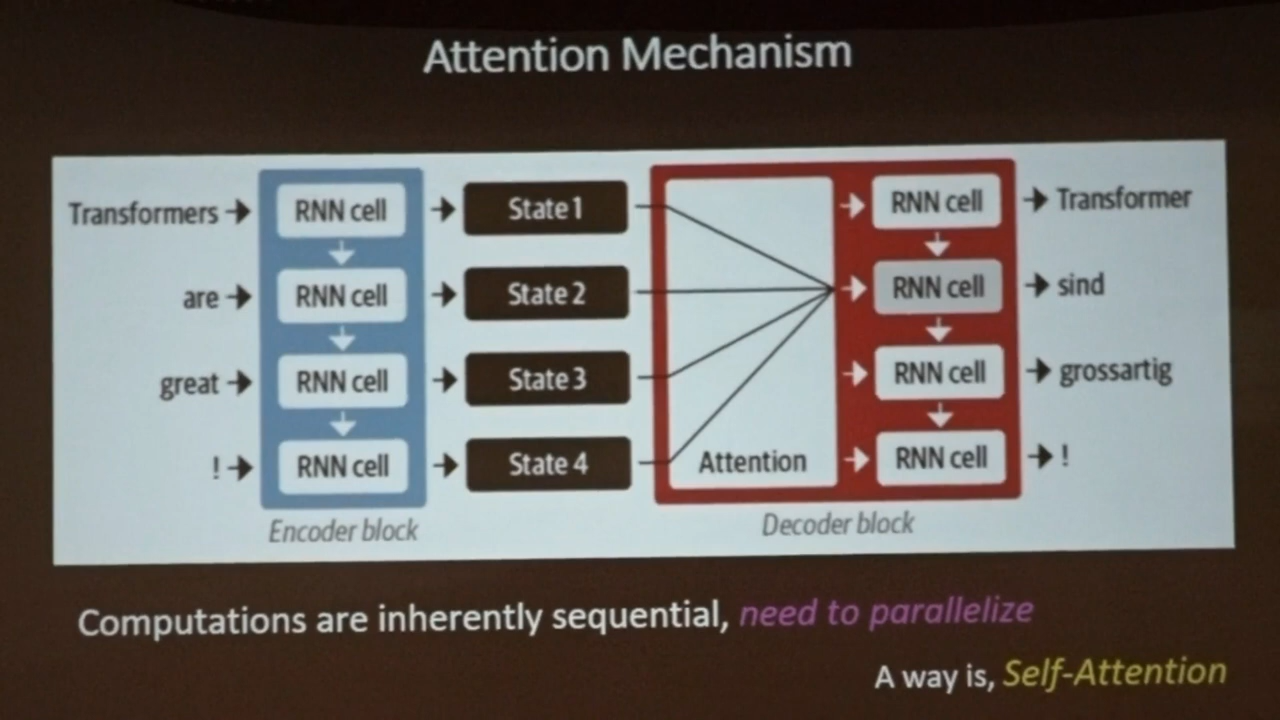 Attention Mechanism
Transformers RNN cell State 1 RNN cell Transformer
are RNN cell State 2 RNN cell sind
great RNN cell State 3 RNN cell grossartig
! RNN cell State 4 Attention RNN cell !
Encoder block Decoder block
Computations are inherently sequential, need to parallelize
A way is, Self-Attention